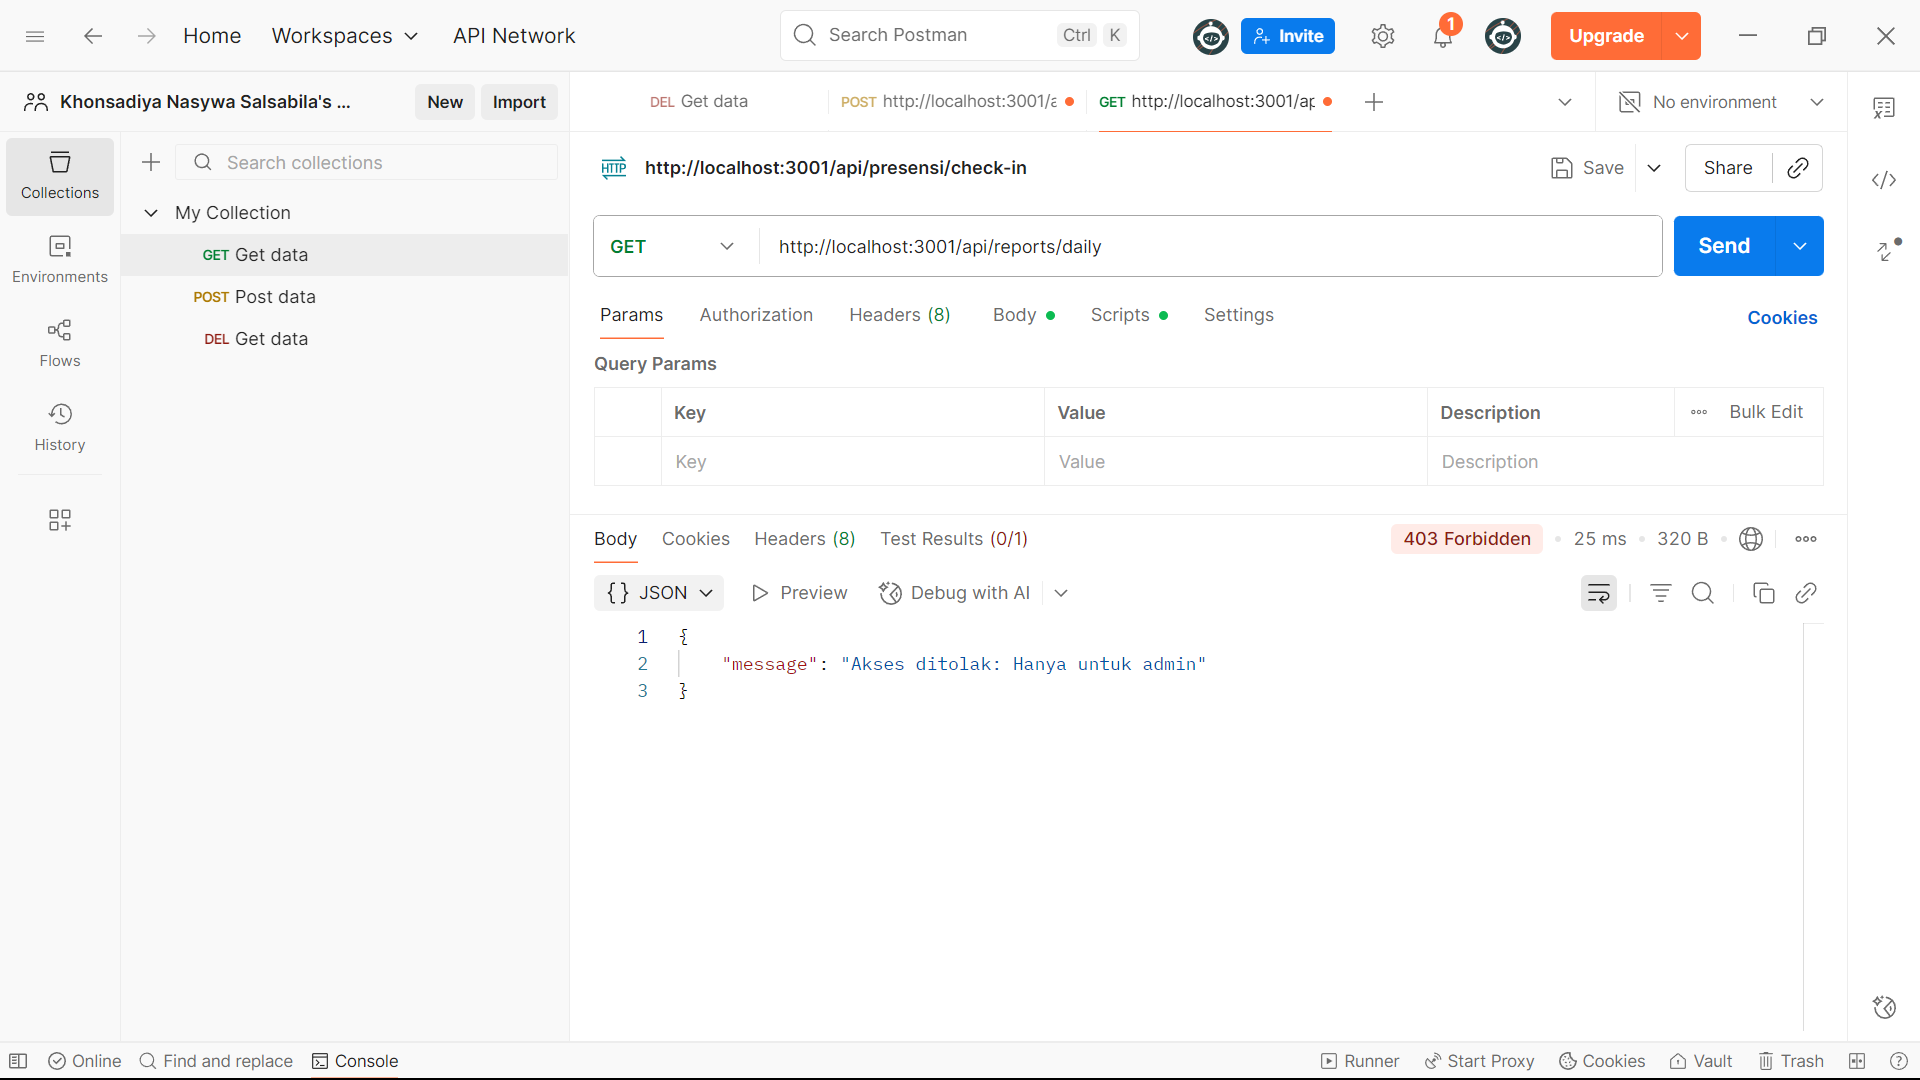 Home
Workspaces
API Network
Search Postman
Ctrl
K
Invite
1
Upgrade
Khonsadiya Nasywa Salsabila's ...
New
Import
DEL Get data
POST http://localhost:3001/a
GET http://localhost:3001/ap
No environment
Collections
Search collections
HTTP http://localhost:3001/api/presensi/check-in
Save
Share
My Collection
GET Get data
POST Post data
DEL Get data
Environments
Flows
History
GET
http://localhost:3001/api/reports/daily
Send
Params
Authorization
Headers (8)
Body
Scripts
Settings
Cookies
Query Params
Key
Value
Description
Bulk Edit
Key
Value
Description
Body
Cookies
Headers (8)
Test Results (0/1)
403 Forbidden
25 ms
320 B
{} JSON
Preview
Debug with AI
1 {
2 "message": "Akses ditolak: Hanya untuk admin"
3 }
Online
Find and replace
Console
Runner
Start Proxy
Cookies
Vault
Trash